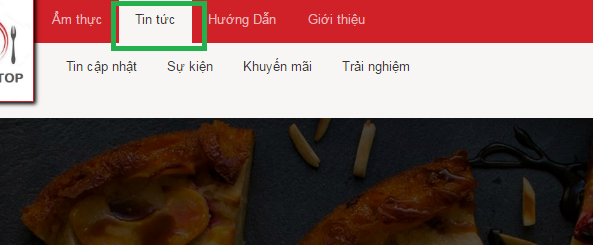 Ẩm thực Tin tức Hướng Dẫn Giới thiệu
Tin cập nhật Sự kiện Khuyến mãi Trải nghiệm
TOP